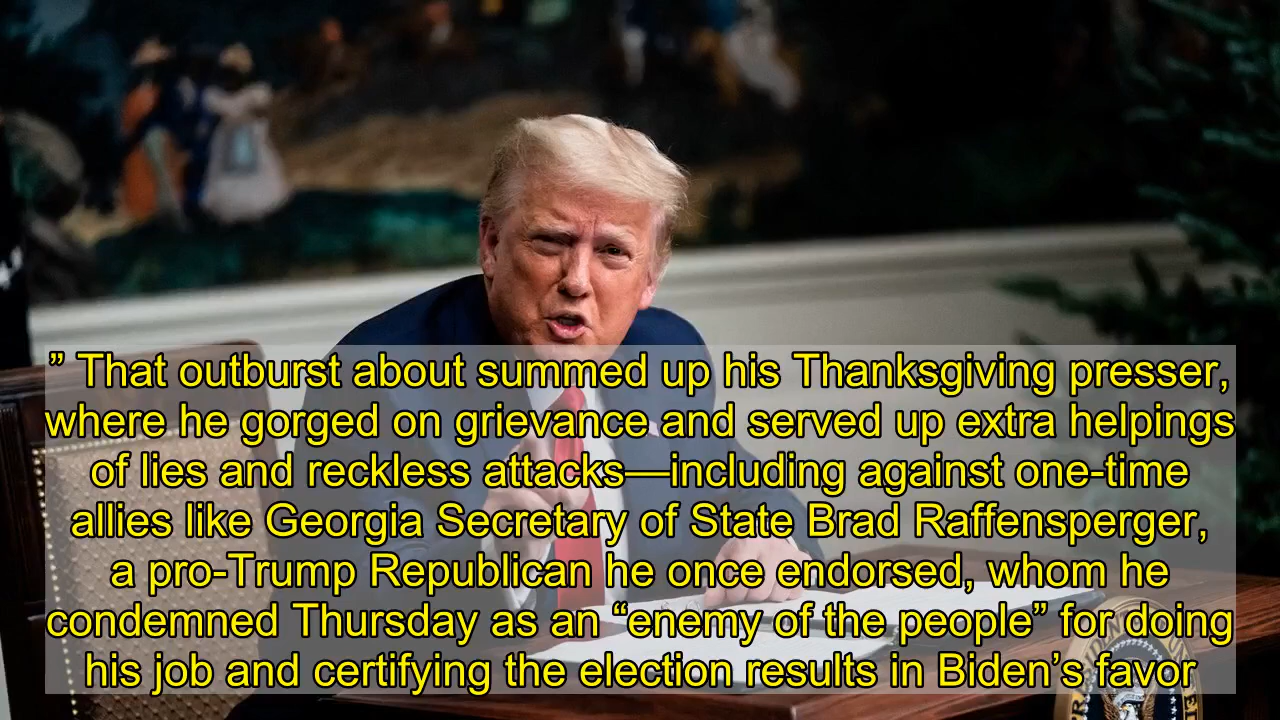 ” That outburst about summed up his Thanksgiving presser,
where he gorged on grievance and served up extra helpings
of lies and reckless attacks—including against one-time
allies like Georgia Secretary of State Brad Raffensperger,
a pro-Trump Republican he once endorsed, whom he
condemned Thursday as an “enemy of the people” for doing
his job and certifying the election results in Biden’s favor